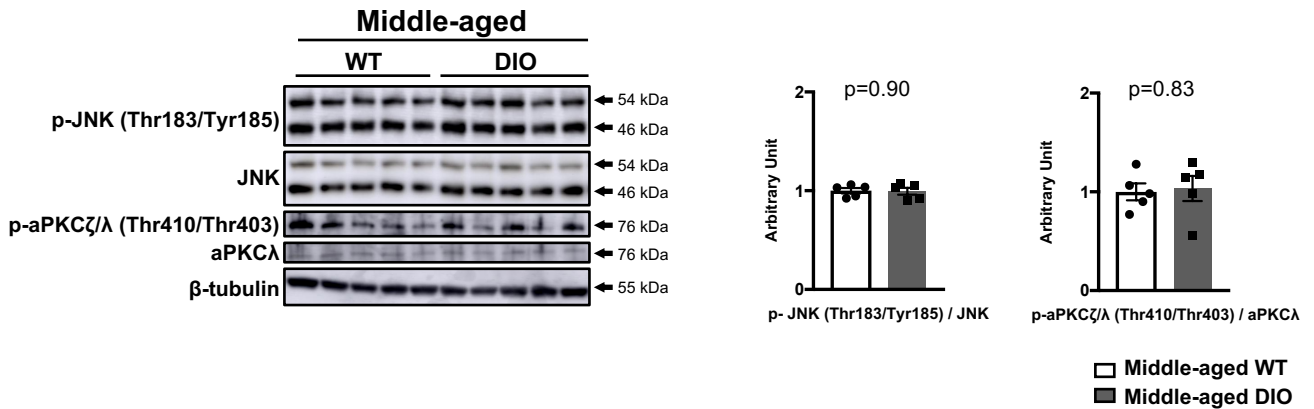 Middle-aged
WT DIO
p-JNK (Thr183/Tyr185)
54 kDa
46 kDa
JNK
54 kDa
46 kDa
p-aPKCζ/λ (Thr410/Thr403)
76 kDa
aPKCλ
76 kDa
β-tubulin
55 kDa
p=0.90
Arbitrary Unit
2
1
0
p- JNK (Thr183/Tyr185) / JNK
p=0.83
Arbitrary Unit
2
1
0
p-aPKCζ/λ (Thr410/Thr403) / aPKCλ
Middle-aged WT
Middle-aged DIO